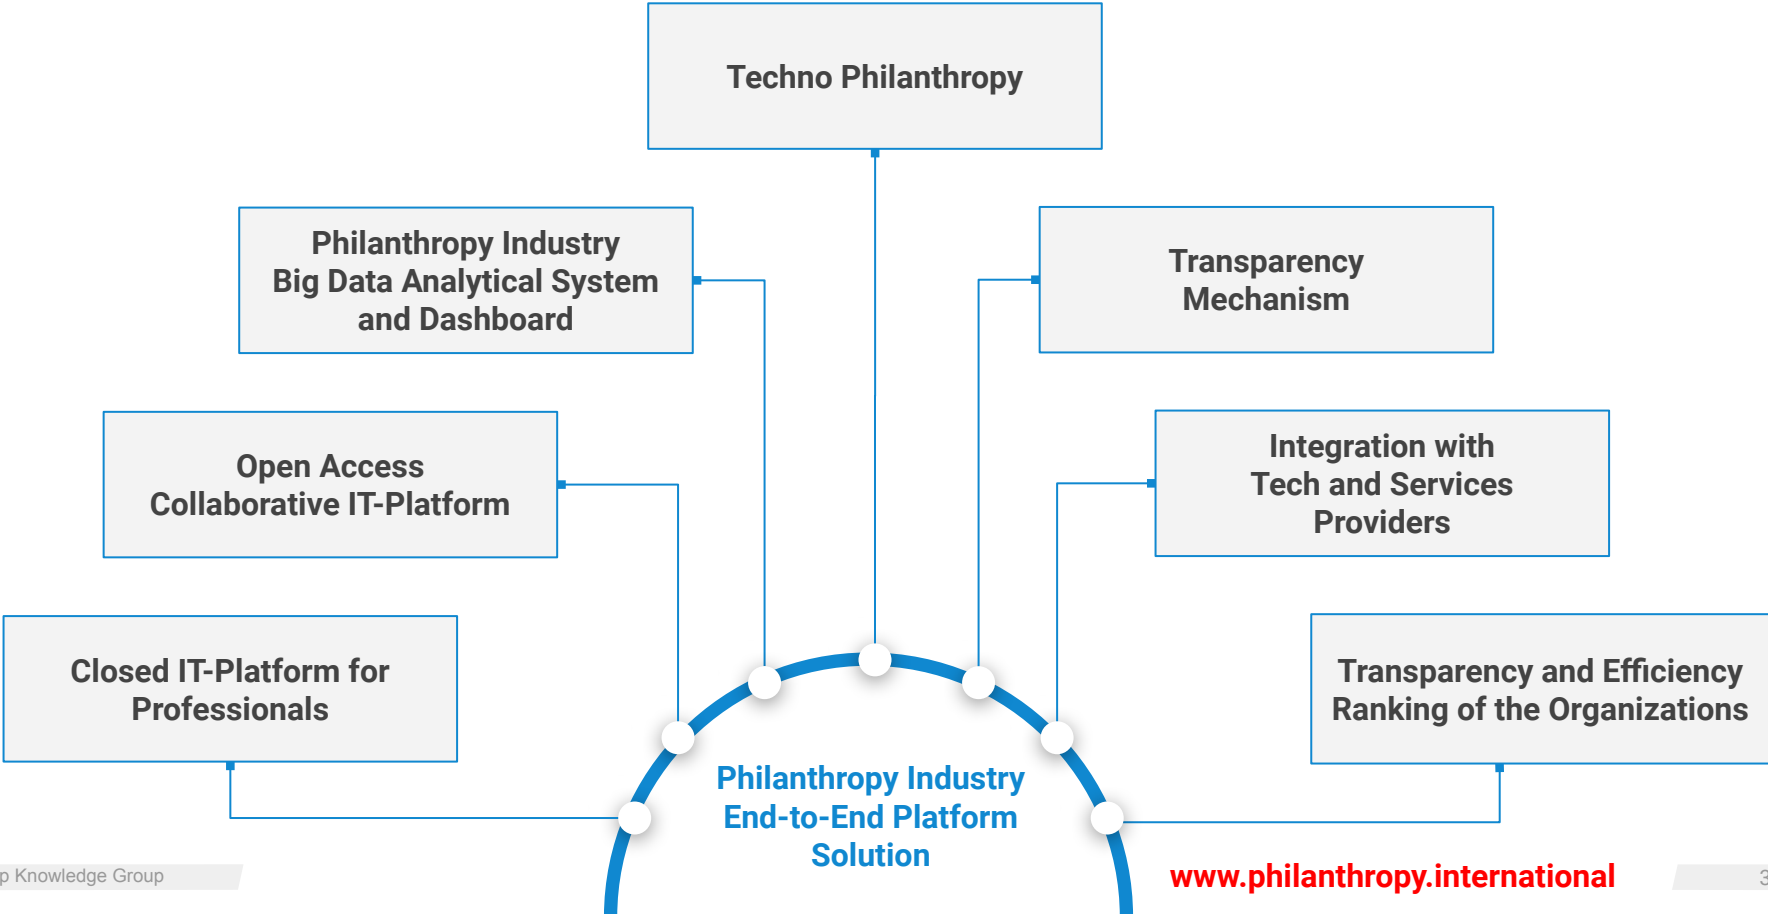 Techno Philanthropy
Philanthropy Industry
Big Data Analytical System
and Dashboard
Transparency
Mechanism
Open Access
Collaborative IT-Platform
Integration with
Tech and Services
Providers
Closed IT-Platform for
Professionals
Transparency and Efficiency
Ranking of the Organizations
Philanthropy Industry
End-to-End Platform
Solution
Knowledge Group
www.philanthropy.international
3